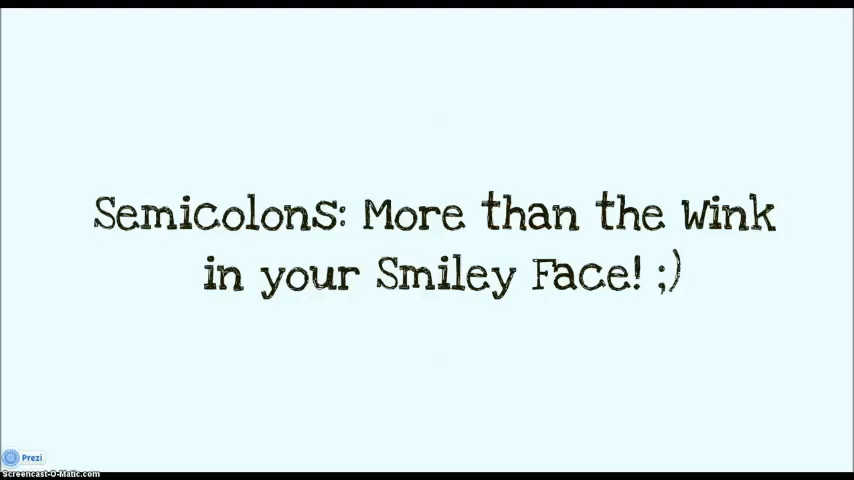 Semicolons: More than the Wink
in your Smiley Face! ;)
Prezi
Screencast-O-Matic.com